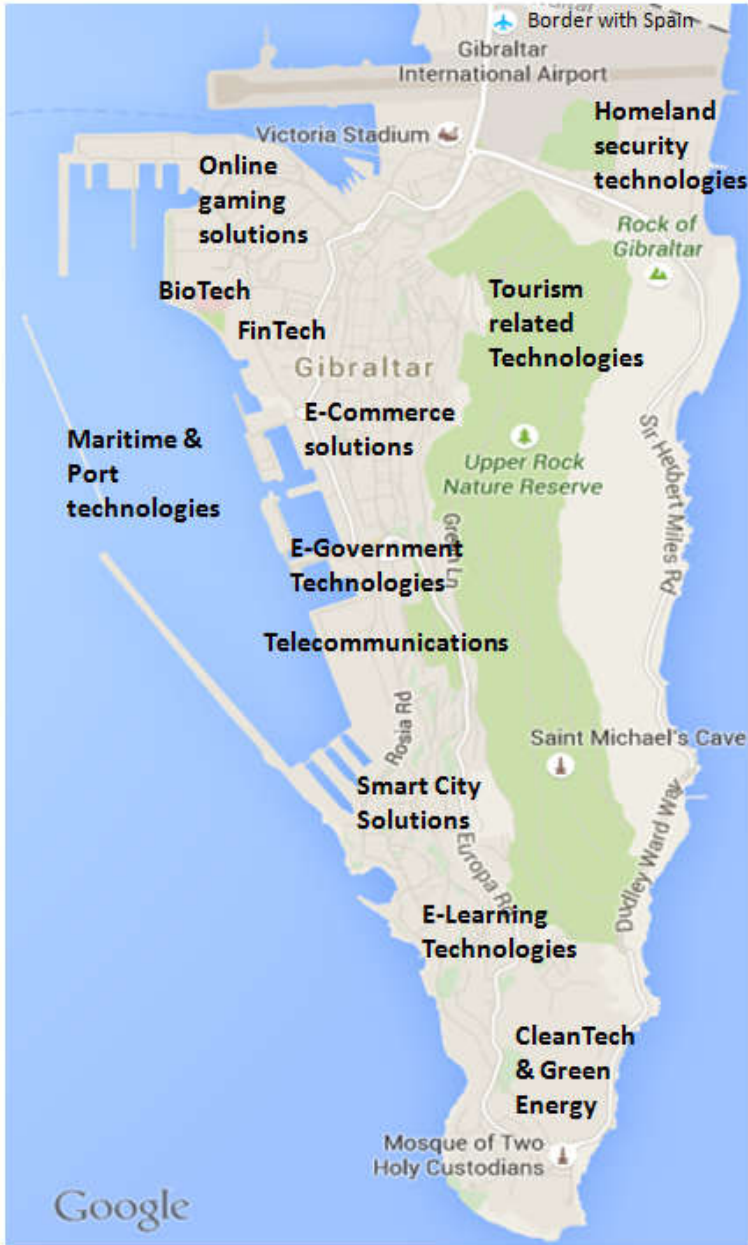 Border with Spain
Gibraltar
International Airport
Homeland
security
technologies
Victoria Stadium
Online
gaming
solutions
Rock of
Gibraltar
BioTech
FinTech
Tourism
related
Technologies
Gibraltar
E-Commerce
solutions
Maritime &
Port
technologies
Sir Herbert Miles Rd
Upper Rock
Nature Reserve
Green Ln
E-Government
Technologies
Telecommunications
Rosia Rd
Saint Michael's Cave
Smart City
Solutions
Europa Rd
Dudley Ward Way
E-Learning
Technologies
CleanTech
& Green
Energy
Mosque of Two
Holy Custodians
Google